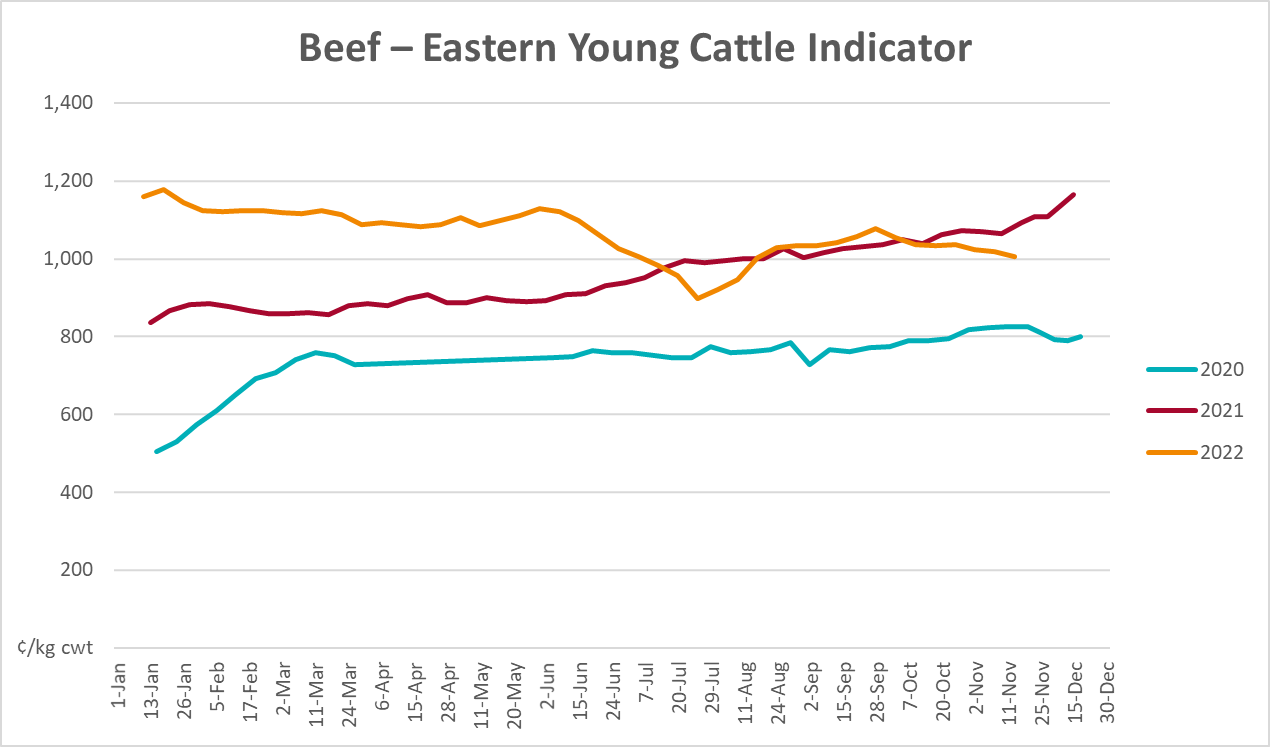 Beef – Eastern Young Cattle Indicator
1,400
1,200
1,000
800
600
400
200
¢/kg cwt
1-Jan
13-Jan
26-Jan
5-Feb
17-Feb
2-Mar
11-Mar
24-Mar
6-Apr
15-Apr
4-Apr
11-May
20-May
2-Jun
15-Jun
24-Jun
7-Jul
20-Jul
29-Jul
11-Aug
24-Aug
2-Sep
15-Sep
28-Sep
7-Oct
20-Oct
2-Nov
11-Nov
25-Nov
15-Dec
30-Dec
2020
2021
2022